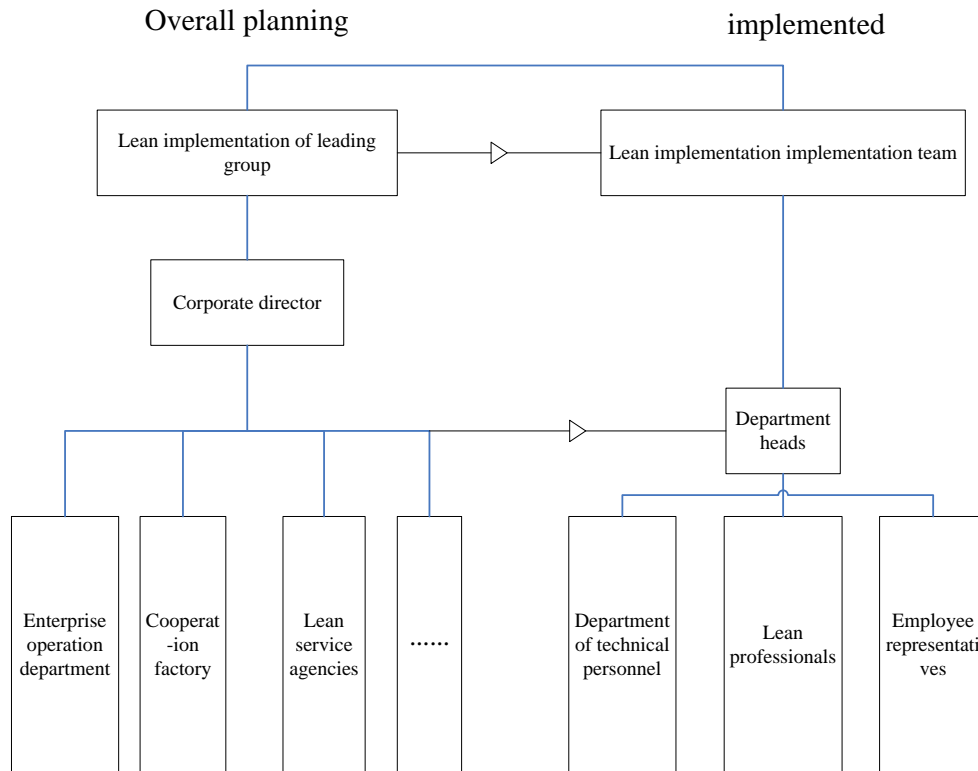 Overall planning
implemented
Lean implementation of leading
group
Lean implementation implementation team
Corporate director
Department
heads
Enterprise
operation
department
Cooperat
-ion
factory
Lean
service
agencies
......
Department
of technical
personnel
Lean
professionals
Employee
representati
ves